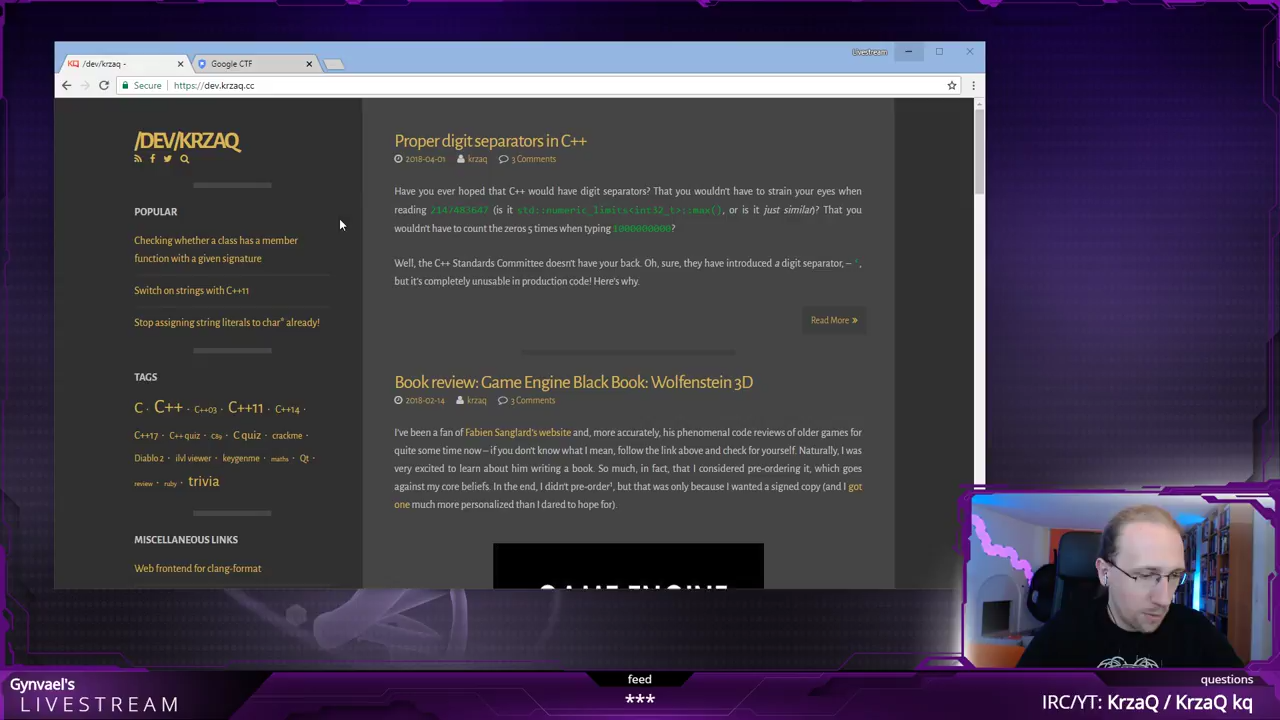 Livestream
/dev/krzaq -
Google CTF
Secure
https://dev.krzaq.cc
/DEV/KRZAQ
POPULAR
Checking whether a class has a member
function with a given signature
Switch on strings with C++11
Stop assigning string literals to char* already!
TAGS
C · C++ · C++03 · C++11 · C++14 ·
C++17 · C++ quiz · c89 · C quiz · crackme ·
Diablo 2 · ilvl viewer · keygenme · maths · Qt ·
review · ruby · trivia
MISCELLANEOUS LINKS
Web frontend for clang-format
Proper digit separators in C++
2018-04-01 krzaq 3 Comments
Have you ever hoped that C++ would have digit separators? That you wouldn't have to strain your eyes when
reading 2147483647 (is it std::numeric_limits<int32_t>::max(), or is it just similar)? That you
wouldn't have to count the zeros 5 times when typing 1000000000?
Well, the C++ Standards Committee doesn't have your back. Oh, sure, they have introduced a digit separator, – ',
but it's completely unusable in production code! Here's why.
Read More »
Book review: Game Engine Black Book: Wolfenstein 3D
2018-02-14 krzaq 3 Comments
I've been a fan of Fabien Sanglard's website and, more accurately, his phenomenal code reviews of older games for
quite some time now – if you don't know what I mean, follow the link above and check for yourself. Naturally, I was
very excited to learn about him writing a book. So much, in fact, that I considered pre-ordering it, which goes
against my core beliefs. In the end, I didn't pre-order¹, but that was only because I wanted a signed copy (and I got
one much more personalized than I dared to hope for).
GAME ENGINE
Gynvael's
LIVESTREAM
feed
***
questions
IRC/YT: KrzaQ / KrzaQ kq